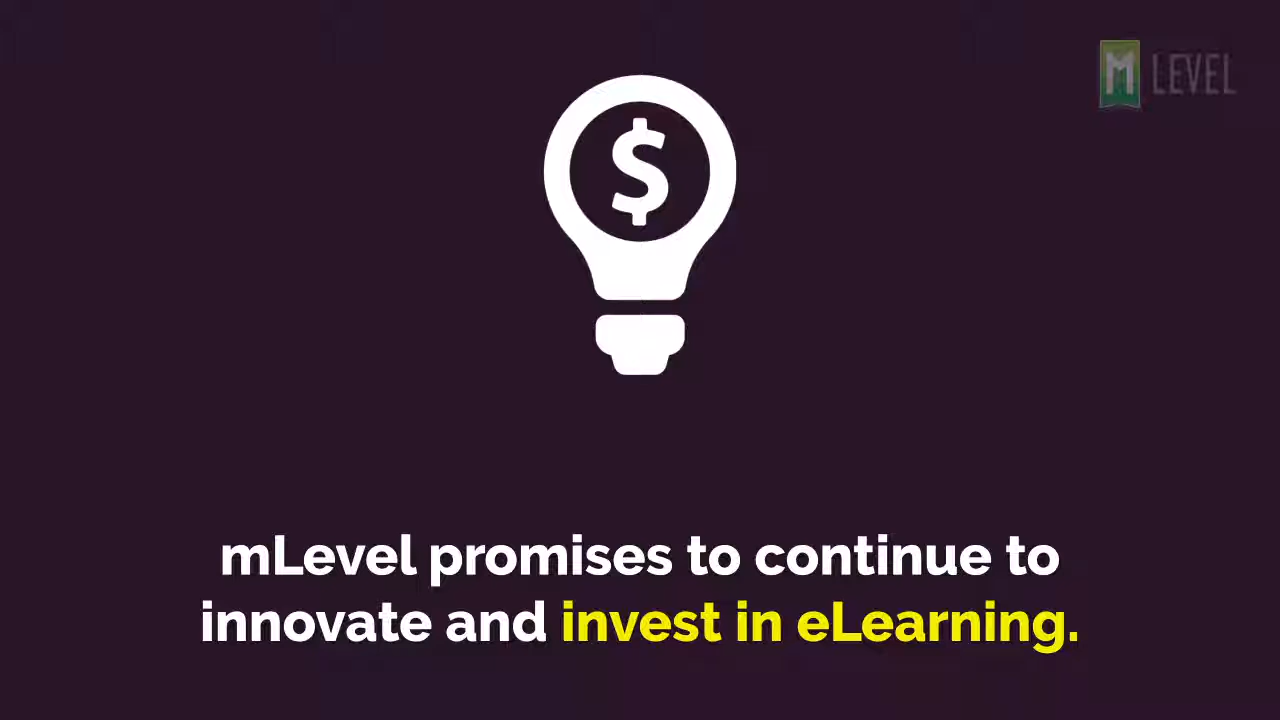 M LEVEL
$
mLevel promises to continue to
innovate and invest in eLearning.